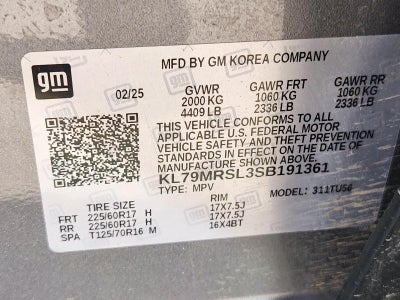 gm
MFD BY GM KOREA COMPANY
02/25 GVWR GAWR FRT GAWR RR
2000 KG 1060 KG 1060 KG
4409 LB 2336 LB 2336 LB
THIS VEHICLE CONFORMS TO ALL
APPLICABLE U.S. FEDERAL MOTOR
VEHICLE SAFETY AND THEFT PREVENTION
STANDARDS IN EFFECT ON THE DATE OF
MANUFACTURE SHOWN ABOVE.
KL79MRSL3SB191361
TYPE: MPV MODEL: 311TU56
TIRE SIZE RIM
FRT 225/60R17 H 17X7.5J
RR 225/60R17 H 17X7.5J
SPA T125/70R16 M 16X4BT